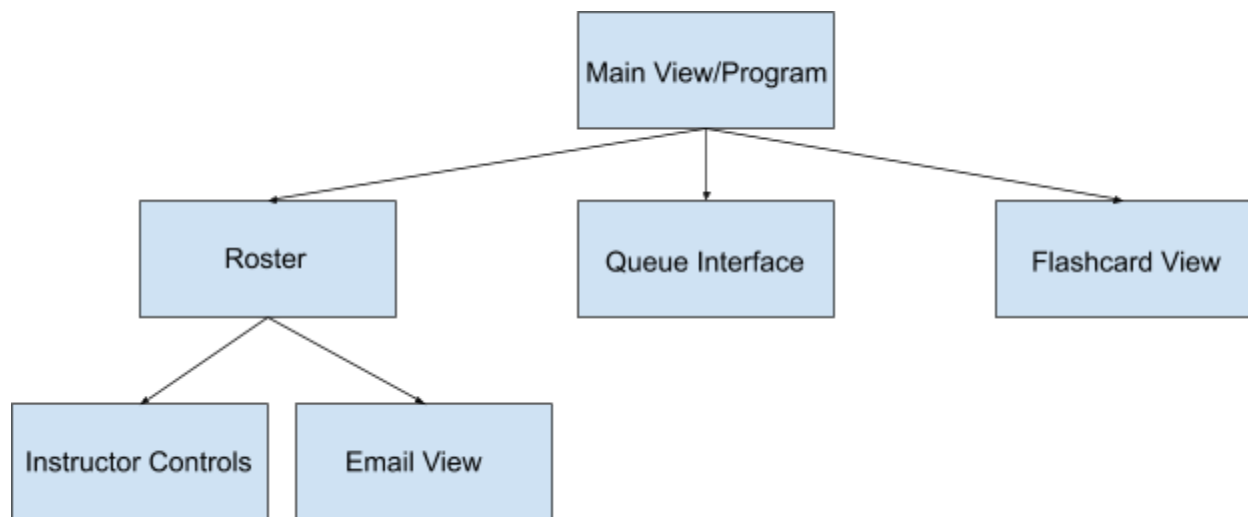 Main View/Program
Roster
Queue Interface
Flashcard View
Instructor Controls
Email View